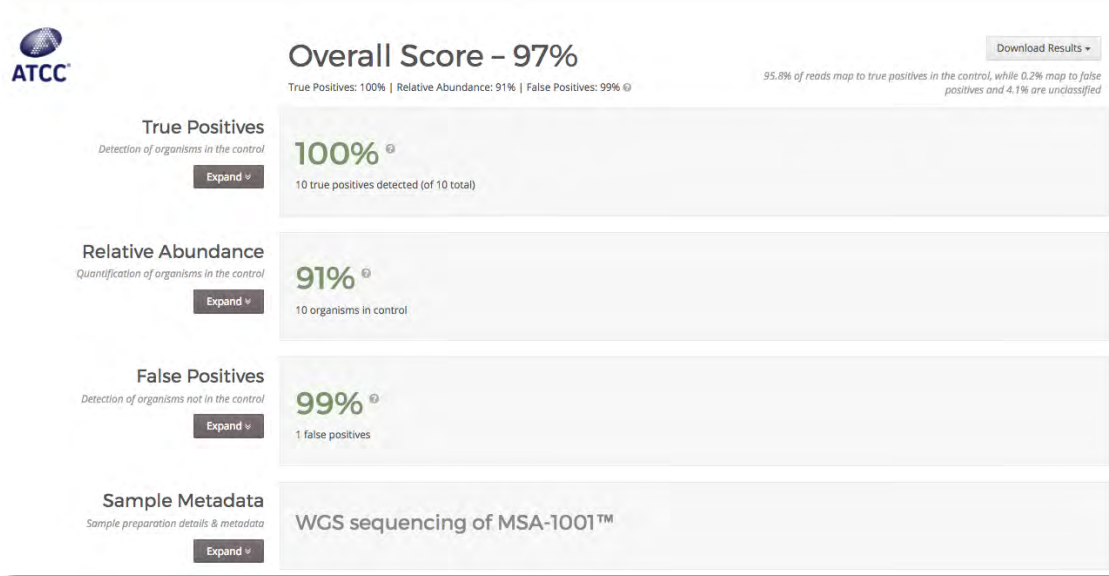 ATCC®
Overall Score – 97%
True Positives: 100% | Relative Abundance: 91% | False Positives: 99%
Download Results
95.8% of reads map to true positives in the control, while 0.2% map to false
positives and 4.1% are unclassified
True Positives
Detection of organisms in the control
Expand
100%
10 true positives detected (of 10 total)
Relative Abundance
Quantification of organisms in the control
Expand
91%
10 organisms in control
False Positives
Detection of organisms not in the control
Expand
99%
1 false positives
Sample Metadata
Sample preparation details & metadata
Expand
WGS sequencing of MSA-1001™